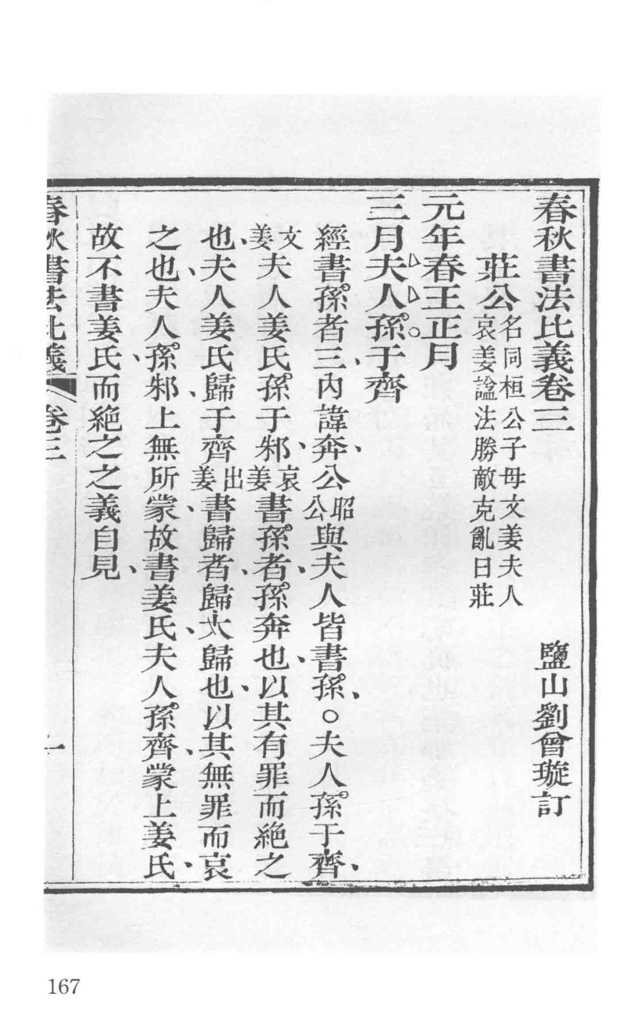 春秋書法比義卷三
鹽山劉曾璇訂
莊公名同桓公子母文姜夫人哀姜諡法勝敵克亂曰莊
元年春王正月
三月夫人孫于齊
經書孫者三內諱奔公昭公與夫人皆書孫○夫人孫于齊
文姜夫人姜氏孫于邾哀姜書孫者孫奔也以其有罪而絕之
也夫人姜氏歸于齊出姜書歸者歸大歸也以其無罪而哀
之也夫人孫邾上無所蒙故書姜氏夫人孫齊蒙上姜氏
故不書姜氏而絕之之義自見
春秋書法比義 卷三 一
167